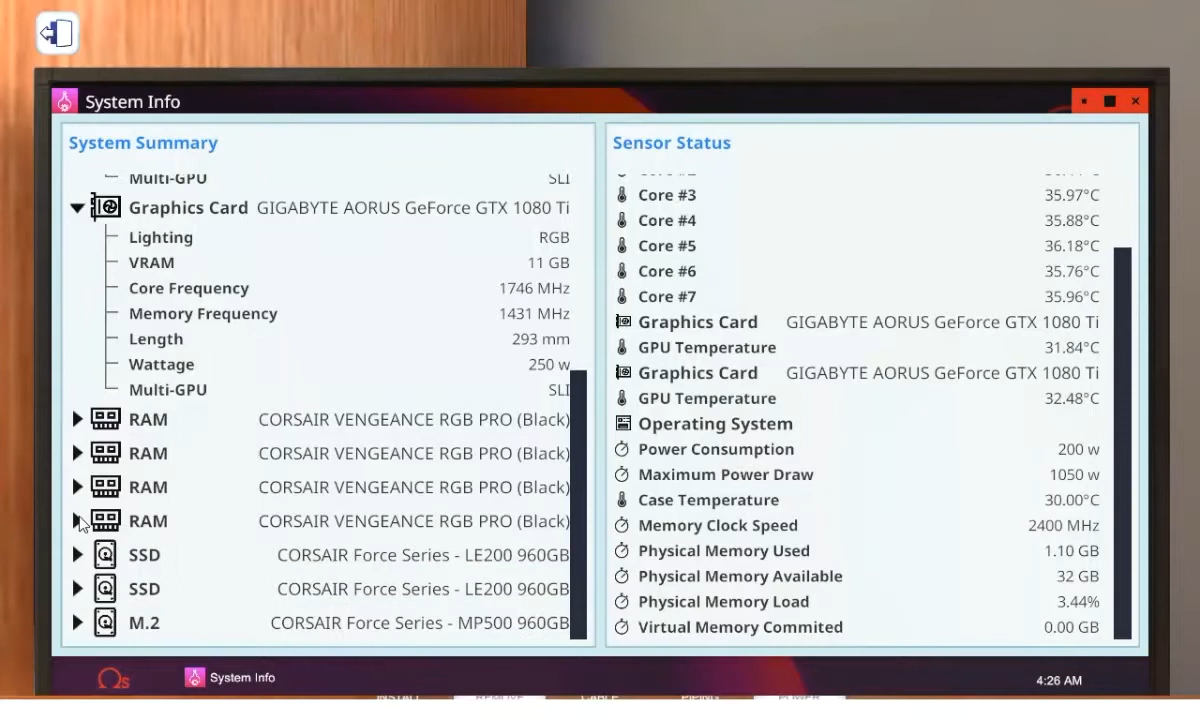 System Info
System Summary
Multi-GPU SLI
Graphics Card GIGABYTE AORUS GeForce GTX 1080 Ti
Lighting RGB
VRAM 11 GB
Core Frequency 1746 MHz
Memory Frequency 1431 MHz
Length 293 mm
Wattage 250 w
Multi-GPU SLI
RAM CORSAIR VENGEANCE RGB PRO (Black)
RAM CORSAIR VENGEANCE RGB PRO (Black)
RAM CORSAIR VENGEANCE RGB PRO (Black)
RAM CORSAIR VENGEANCE RGB PRO (Black)
SSD CORSAIR Force Series - LE200 960GB
SSD CORSAIR Force Series - LE200 960GB
M.2 CORSAIR Force Series - MP500 960GB
Sensor Status
Core #3 35.97°C
Core #4 35.88°C
Core #5 36.18°C
Core #6 35.76°C
Core #7 35.96°C
Graphics Card GIGABYTE AORUS GeForce GTX 1080 Ti
GPU Temperature 31.84°C
Graphics Card GIGABYTE AORUS GeForce GTX 1080 Ti
GPU Temperature 32.48°C
Operating System
Power Consumption 200 w
Maximum Power Draw 1050 w
Case Temperature 30.00°C
Memory Clock Speed 2400 MHz
Physical Memory Used 1.10 GB
Physical Memory Available 32 GB
Physical Memory Load 3.44%
Virtual Memory Commited 0.00 GB
Ωs System Info 4:26 AM